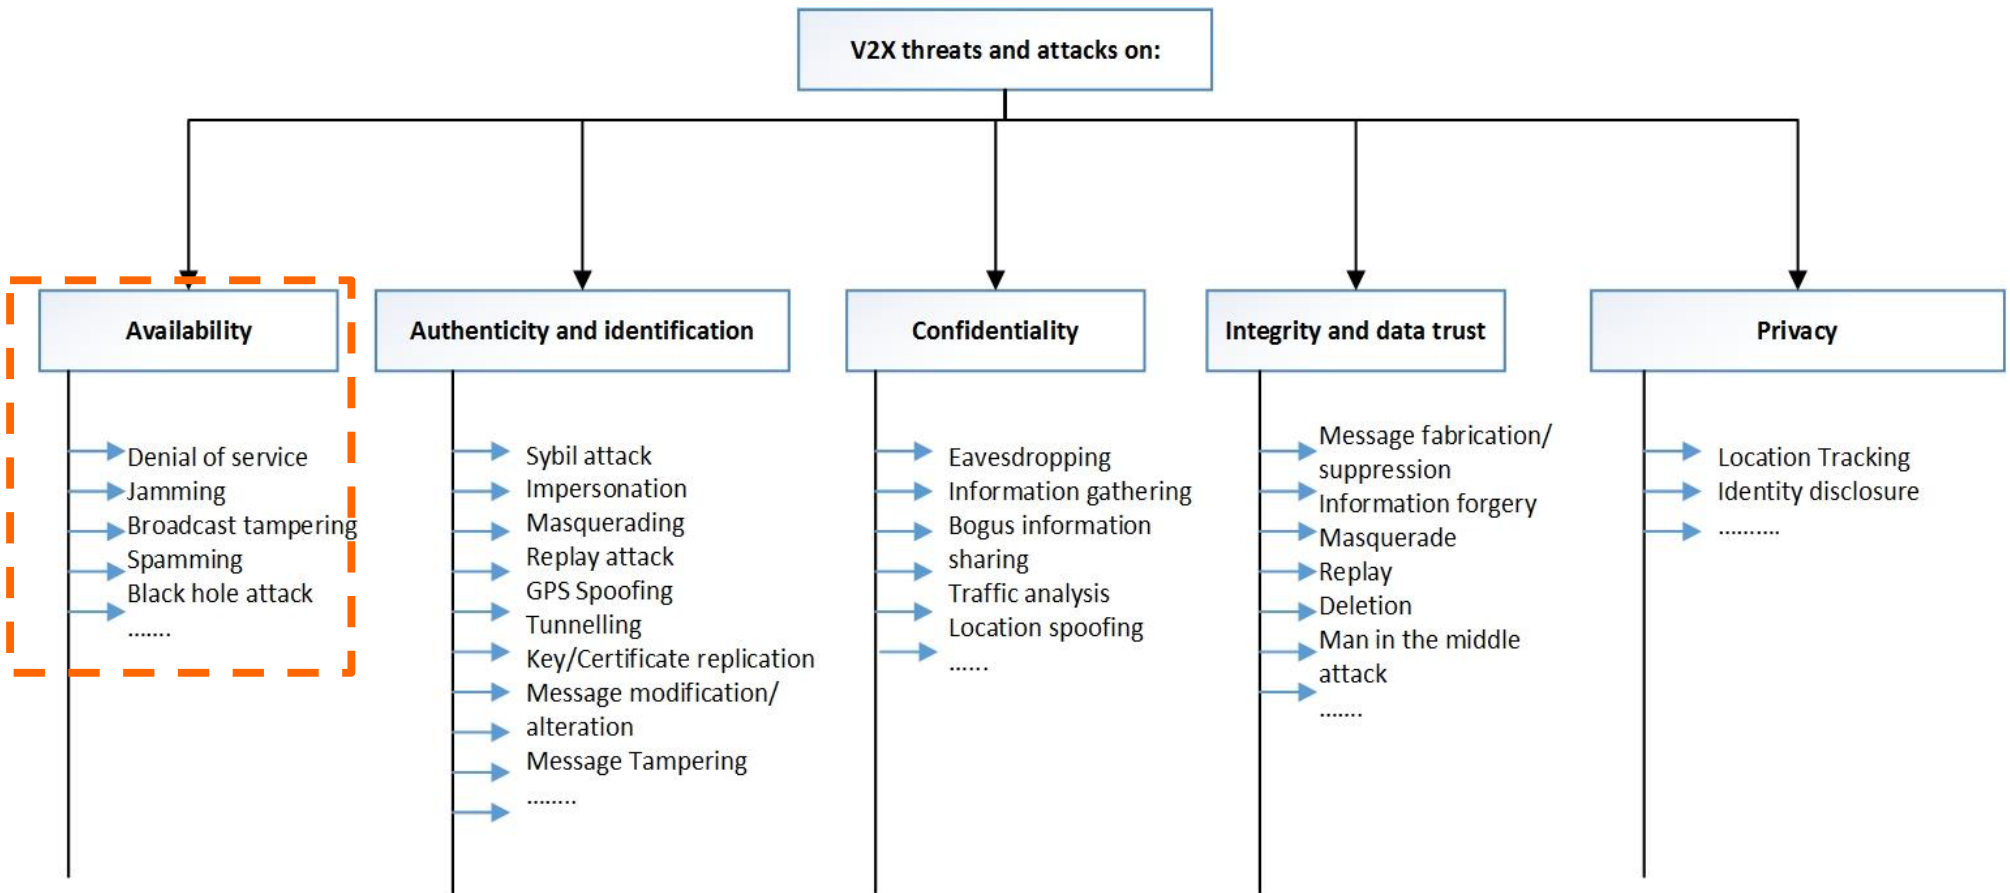 V2X threats and attacks on:
Availability
Denial of service
Jamming
Broadcast tampering
Spamming
Black hole attack
.......
Authenticity and identification
Sybil attack
Impersonation
Masquerading
Replay attack
GPS Spoofing
Tunnelling
Key/Certificate replication
Message modification/
alteration
Message Tampering
........
Confidentiality
Eavesdropping
Information gathering
Bogus information
sharing
Traffic analysis
Location spoofing
......
Integrity and data trust
Message fabrication/
suppression
Information forgery
Masquerade
Replay
Deletion
Man in the middle
attack
.......
Privacy
Location Tracking
Identity disclosure
..........